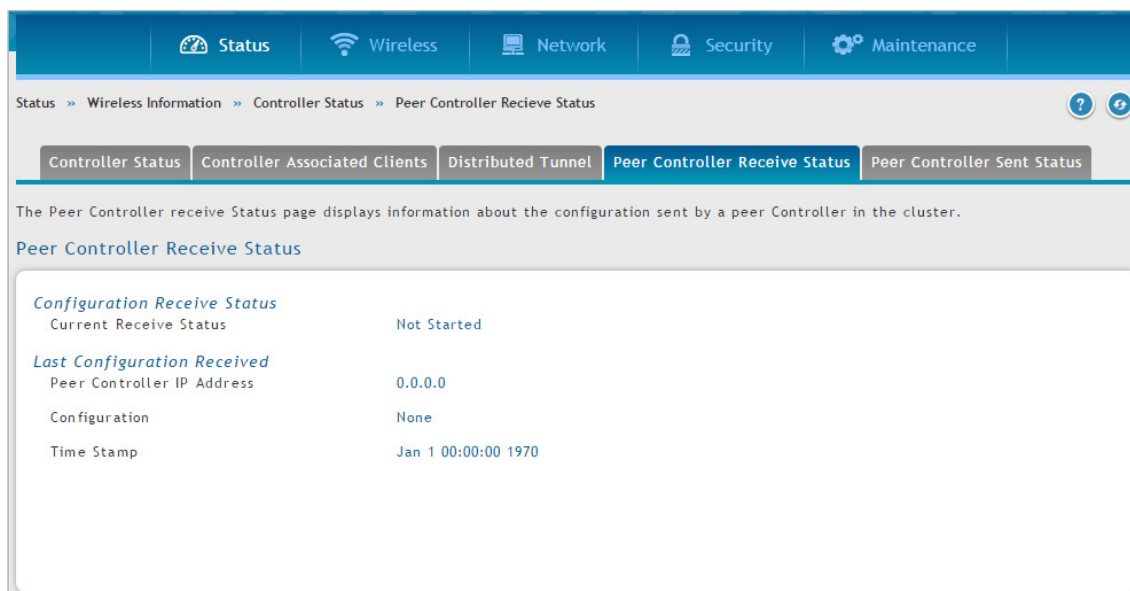 Status Wireless Network Security Maintenance
Status » Wireless Information » Controller Status » Peer Controller Recieve Status
?
Controller Status Controller Associated Clients Distributed Tunnel Peer Controller Receive Status Peer Controller Sent Status
The Peer Controller receive Status page displays information about the configuration sent by a peer Controller in the cluster.
Peer Controller Receive Status
Configuration Receive Status
Current Receive Status Not Started
Last Configuration Received
Peer Controller IP Address 0.0.0.0
Configuration None
Time Stamp Jan 1 00:00:00 1970